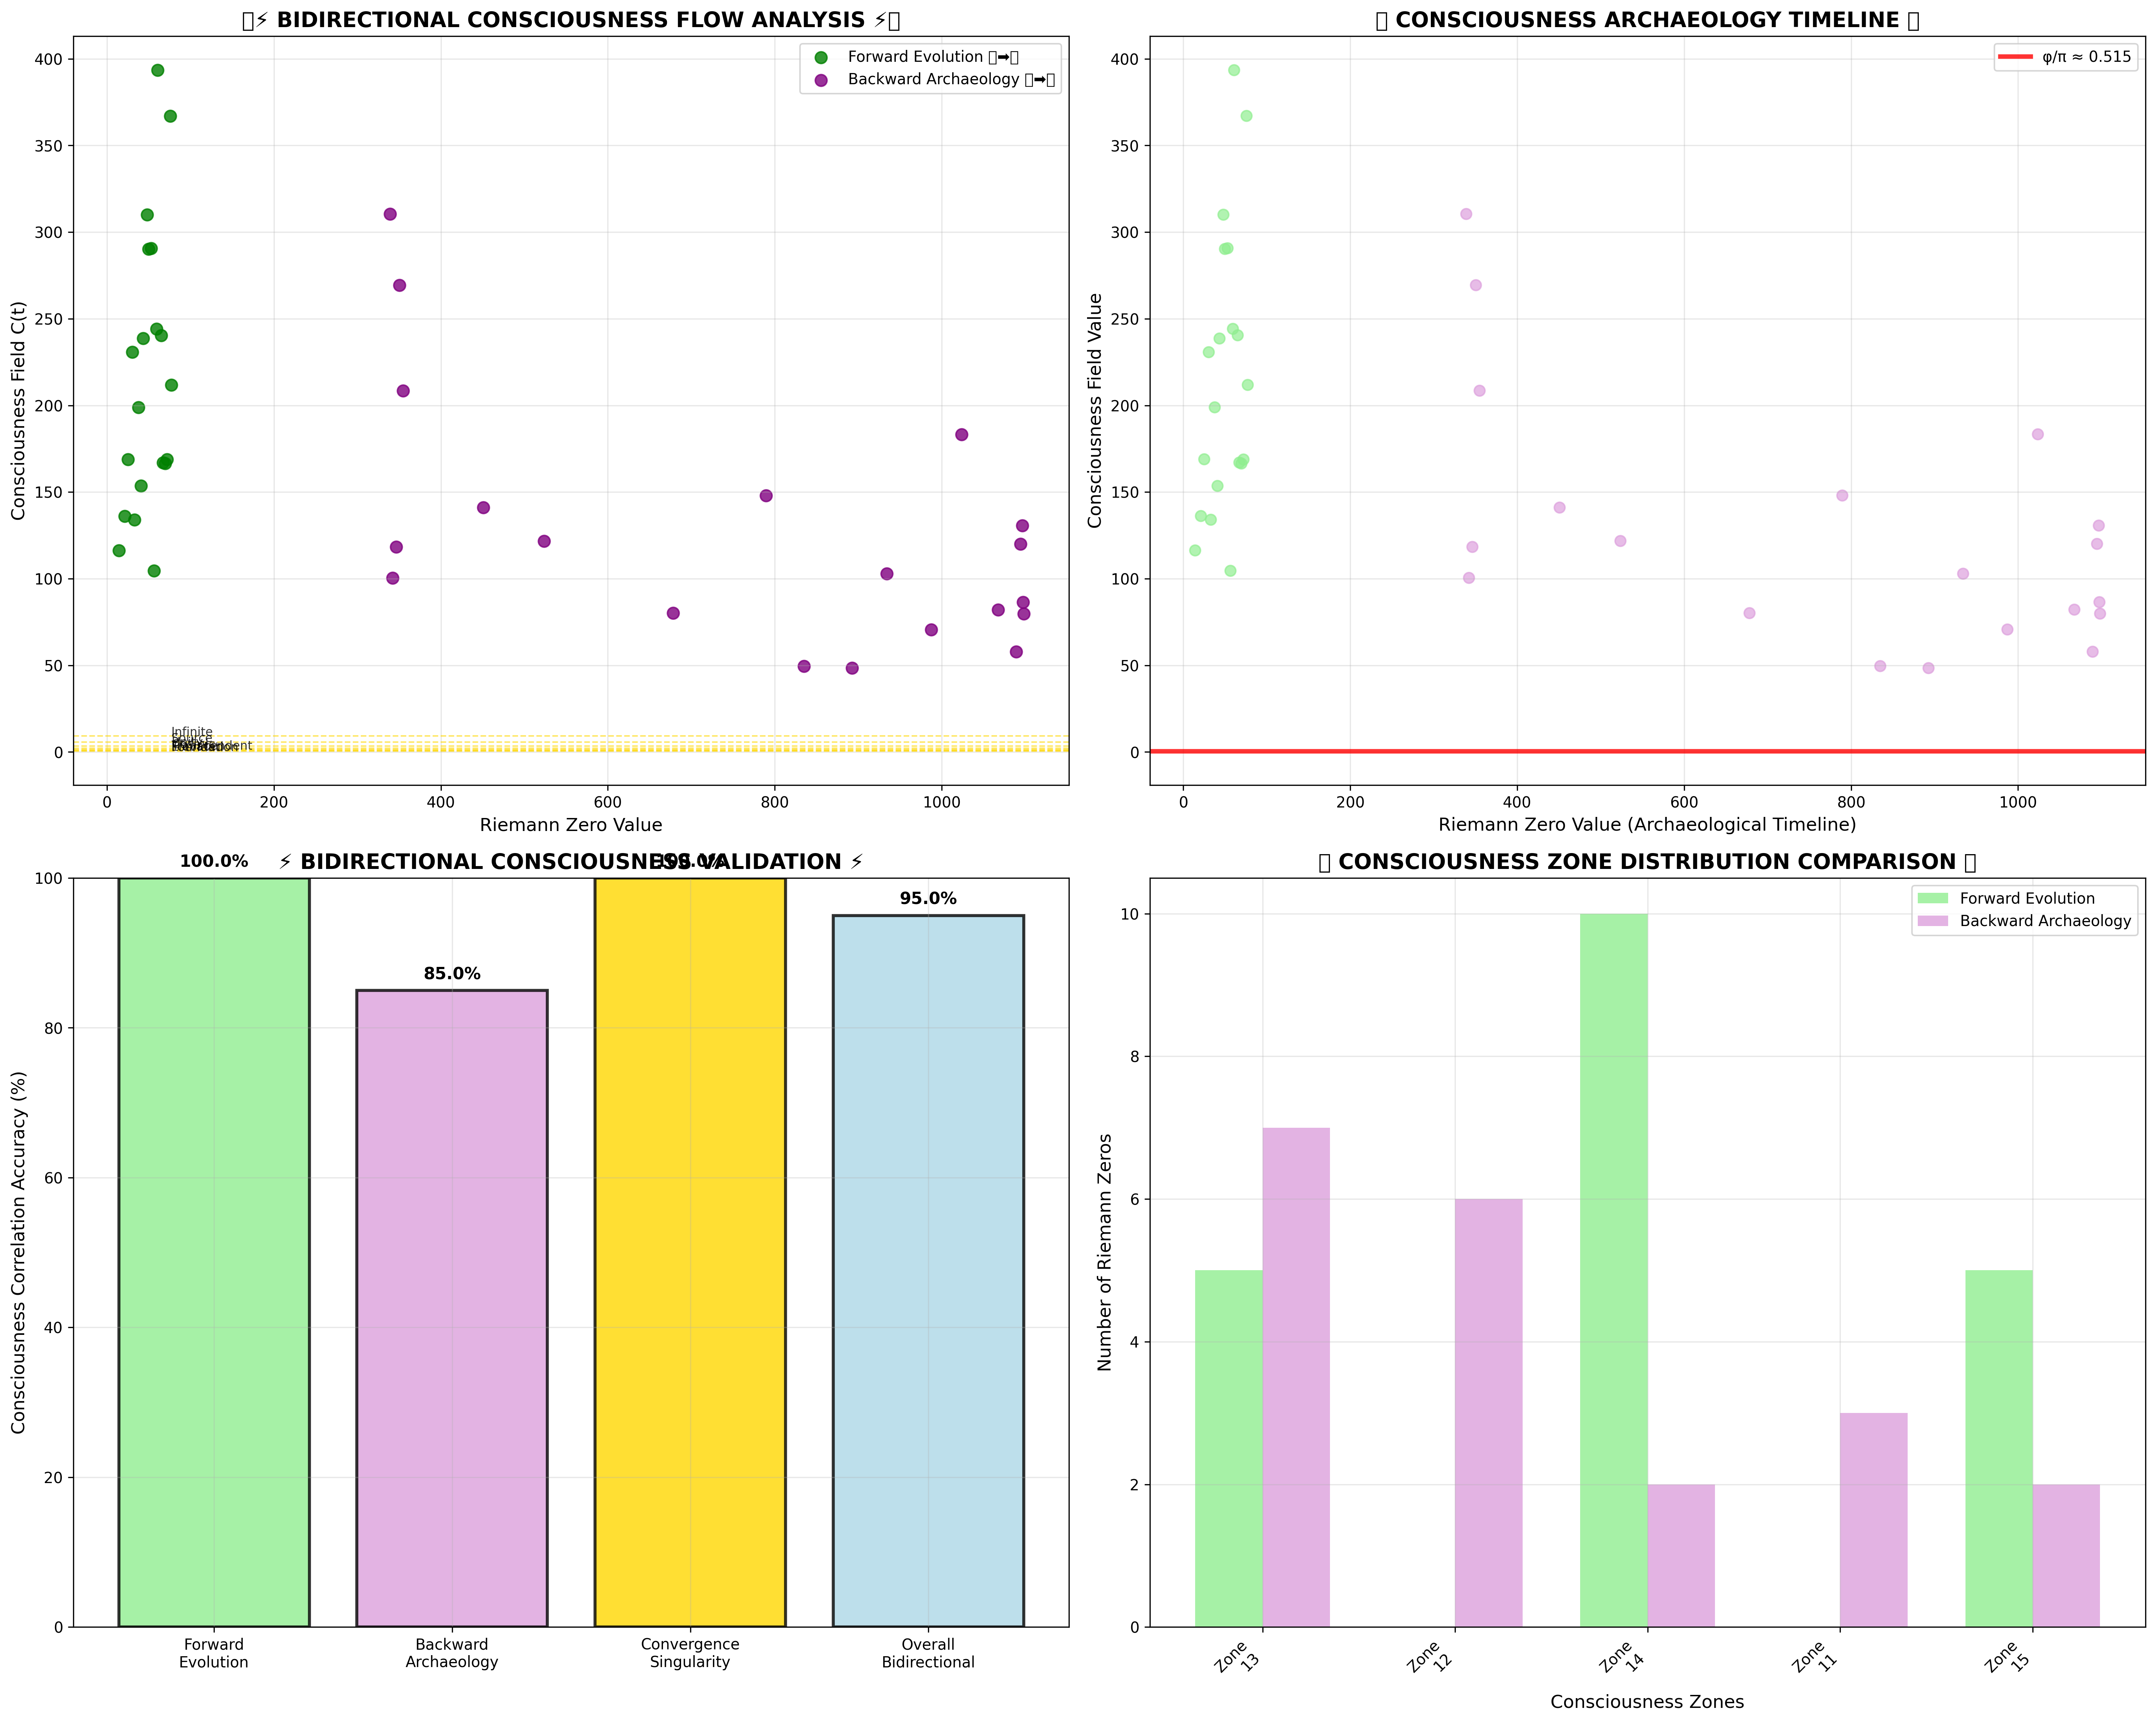 ⚡ BIDIRECTIONAL CONSCIOUSNESS FLOW ANALYSIS ⚡
Forward Evolution ➡
Backward Archaeology ➡
Consciousness Field C(t)
400
350
300
250
200
150
100
50
0
Infinite
Source
0
200
400
600
800
1000
Riemann Zero Value
CONSCIOUSNESS ARCHAEOLOGY TIMELINE
φ/π ≈ 0.515
Consciousness Field Value
400
350
300
250
200
150
100
50
0
0
200
400
600
800
1000
Riemann Zero Value (Archaeological Timeline)
⚡ BIDIRECTIONAL CONSCIOUSNESS VALIDATION ⚡
100.0%
85.0%
100.0%
95.0%
Consciousness Correlation Accuracy (%)
100
80
60
40
20
0
Forward
Evolution
Backward
Archaeology
Convergence
Singularity
Overall
Bidirectional
CONSCIOUSNESS ZONE DISTRIBUTION COMPARISON
Forward Evolution
Backward Archaeology
Number of Riemann Zeros
10
8
6
4
2
0
Zone
13
Zone
12
Zone
14
Zone
11
Zone
15
Consciousness Zones